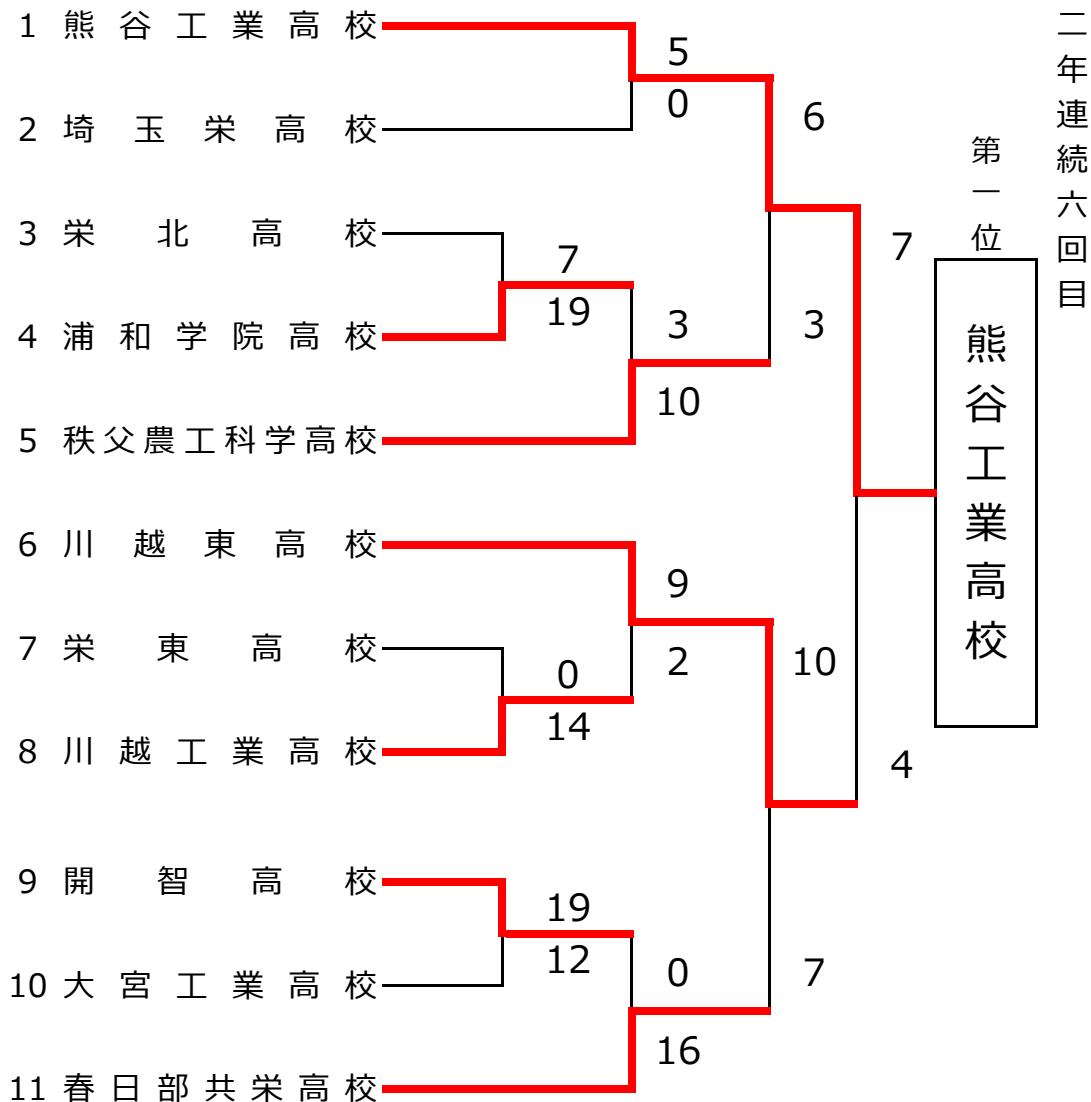 1 熊谷工業高校
2 埼玉栄高校
3 栄北高校
4 浦和学院高校
5 秩父農工科学高校
6 川越東高校
7 栄東高校
8 川越工業高校
9 開智高校
10 大宮工業高校
11 春日部共栄高校
7
19
0
14
19
12
5
0
3
10
9
2
0
16
6
3
10
7
7
4
第一位
熊谷工業高校
二年連続六回目